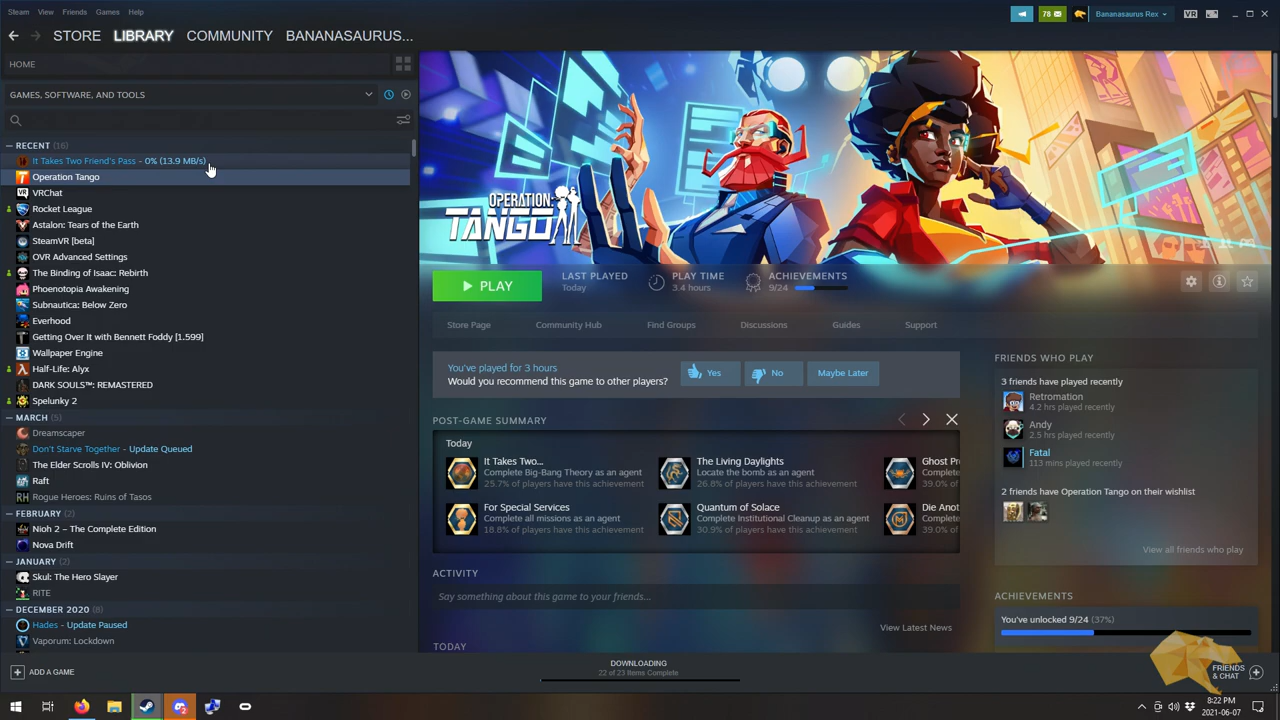 Steam View Friends Games Help
78
Bananasaurus Rex
VR
STORE LIBRARY COMMUNITY BANANASAURUS...
HOME
GAMES, SOFTWARE, AND TOOLS
RECENT (16)
It Takes Two Friend's Pass - 0% (13.9 MB/s)
Operation Tango
VRChat
Rocket League
Astalon: Tears of the Earth
SteamVR [beta]
OVR Advanced Settings
The Binding of Isaac: Rebirth
Phoenotopia Awakening
Subnautica: Below Zero
Everhood
Getting Over It with Bennett Foddy [1.599]
Wallpaper Engine
Half-Life: Alyx
DARK SOULS™: REMASTERED
Spelunky 2
MARCH (5)
Dreamscaper
Don't Starve Together - Update Queued
The Elder Scrolls IV: Oblivion
Raft
Rogue Heroes: Ruins of Tasos
FEBRUARY (2)
Nioh 2 – The Complete Edition
Nova Drift
JANUARY (2)
Skul: The Hero Slayer
RITE
DECEMBER 2020 (8)
Hades - Update Paused
Vaporum: Lockdown
ADD A GAME
OPERATION:
TANGO
PLAY
LAST PLAYED
Today
PLAY TIME
3.4 hours
ACHIEVEMENTS
9/24
Store Page Community Hub Find Groups Discussions Guides Support
You've played for 3 hours
Would you recommend this game to other players?
Yes No Maybe Later
POST-GAME SUMMARY
Today
It Takes Two...
Complete Big-Bang Theory as an agent
25.7% of players have this achievement
The Living Daylights
Locate the bomb as an agent
26.8% of players have this achievement
Ghost Pr
Complete
39.0% of
For Special Services
Complete all missions as an agent
18.8% of players have this achievement
Quantum of Solace
Complete Institutional Cleanup as an agent
30.9% of players have this achievement
Die Anot
Complete
39.0% of
ACTIVITY
Say something about this game to your friends...
View Latest News
TODAY
FRIENDS WHO PLAY
3 friends have played recently
Retromation
4.2 hrs played recently
Andy
2.5 hrs played recently
Fatal
113 mins played recently
2 friends have Operation Tango on their wishlist
View all friends who play
ACHIEVEMENTS
You've unlocked 9/24 (37%)
DOWNLOADING
22 of 23 Items Complete
FRIENDS
& CHAT
8:22 PM
2021-06-07